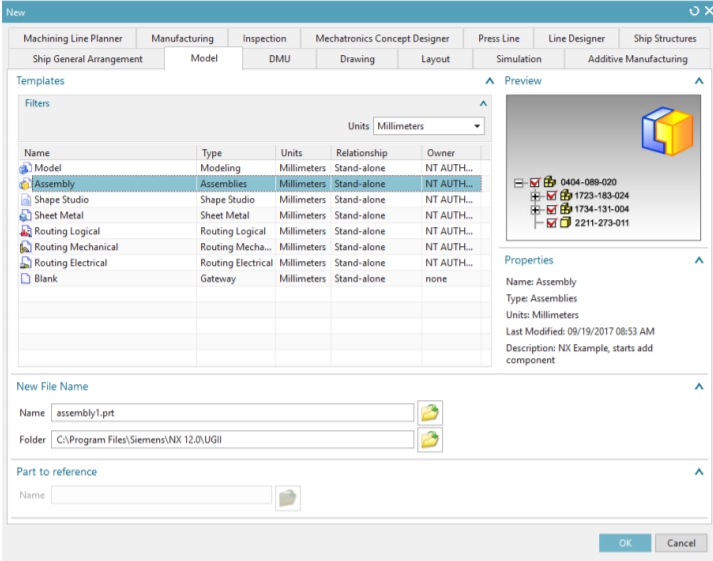 New
Machining Line Planner Manufacturing Inspection Mechatronics Concept Designer Press Line Line Designer Ship Structures
Ship General Arrangement Model DMU Drawing Layout Simulation Additive Manufacturing
Templates
Filters
Units Millimeters
Name Type Units Relationship Owner
Model Modeling Millimeters Stand-alone NT AUTH...
Assembly Assemblies Millimeters Stand-alone NT AUTH...
Shape Studio Shape Studio Millimeters Stand-alone NT AUTH...
Sheet Metal Sheet Metal Millimeters Stand-alone NT AUTH...
Routing Logical Routing Logical Millimeters Stand-alone NT AUTH...
Routing Mechanical Routing Mecha... Millimeters Stand-alone NT AUTH...
Routing Electrical Routing Electrical Millimeters Stand-alone NT AUTH...
Blank Gateway Millimeters Stand-alone none
Preview
0404-089-020
1723-183-024
1734-131-004
2211-273-011
Properties
Name: Assembly
Type: Assemblies
Units: Millimeters
Last Modified: 09/19/2017 08:53 AM
Description: NX Example, starts add
component
New File Name
Name assembly1.prt
Folder C:\Program Files\Siemens\NX 12.0\UGII
Part to reference
Name
OK Cancel